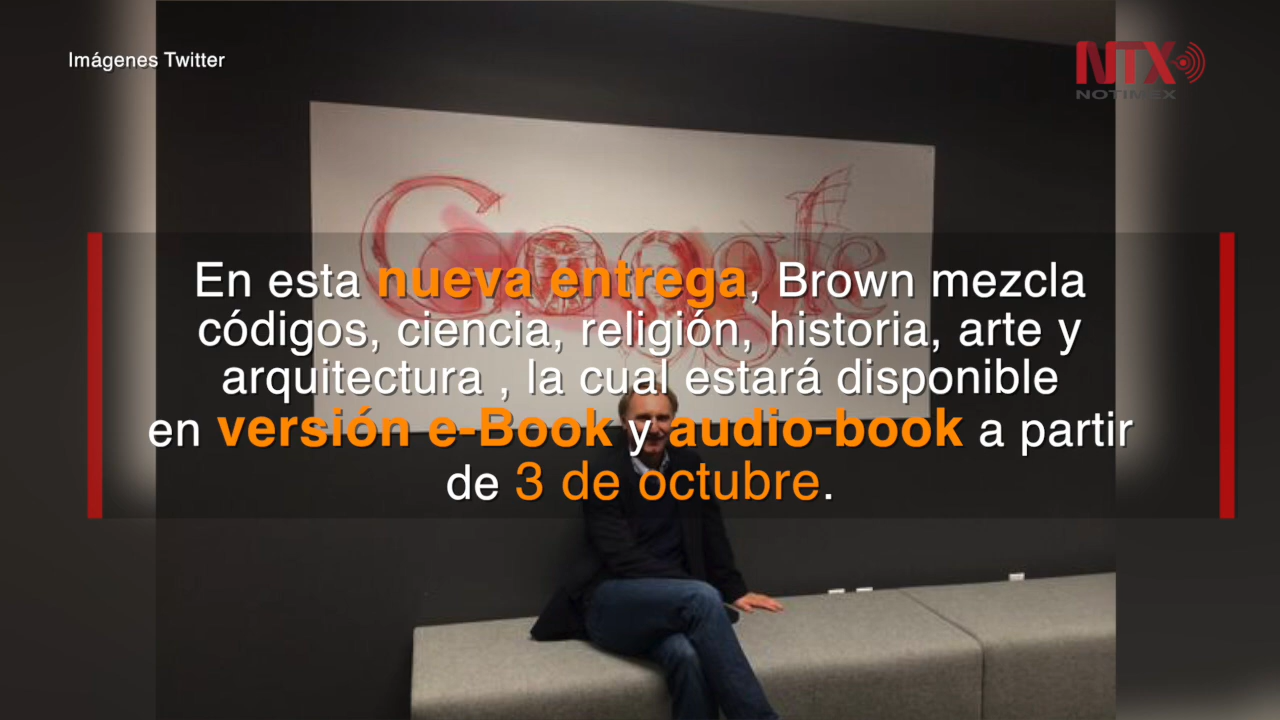 Imágenes Twitter
NTX
NOTIMEX
Google
En esta nueva entrega, Brown mezcla
códigos, ciencia, religión, historia, arte y
arquitectura , la cual estará disponible
en versión e-Book y audio-book a partir
de 3 de octubre.